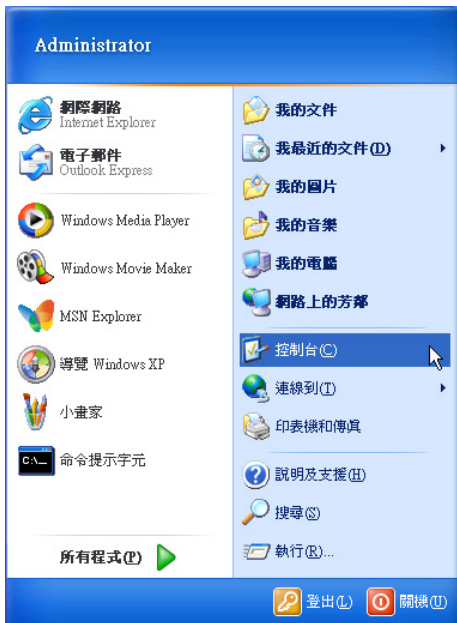 Administrator
網際網路
Internet Explorer
電子郵件
Outlook Express
Windows Media Player
Windows Movie Maker
MSN Explorer
導覽 Windows XP
小畫家
C:\_
命令提示字元
所有程式(P)
我的文件
我最近的文件(D)
我的圖片
我的音樂
我的電腦
網路上的芳鄰
控制台(C)
連線到(T)
印表機和傳真
說明及支援(H)
搜尋(S)
執行(R)...
登出(L)
關機(U)